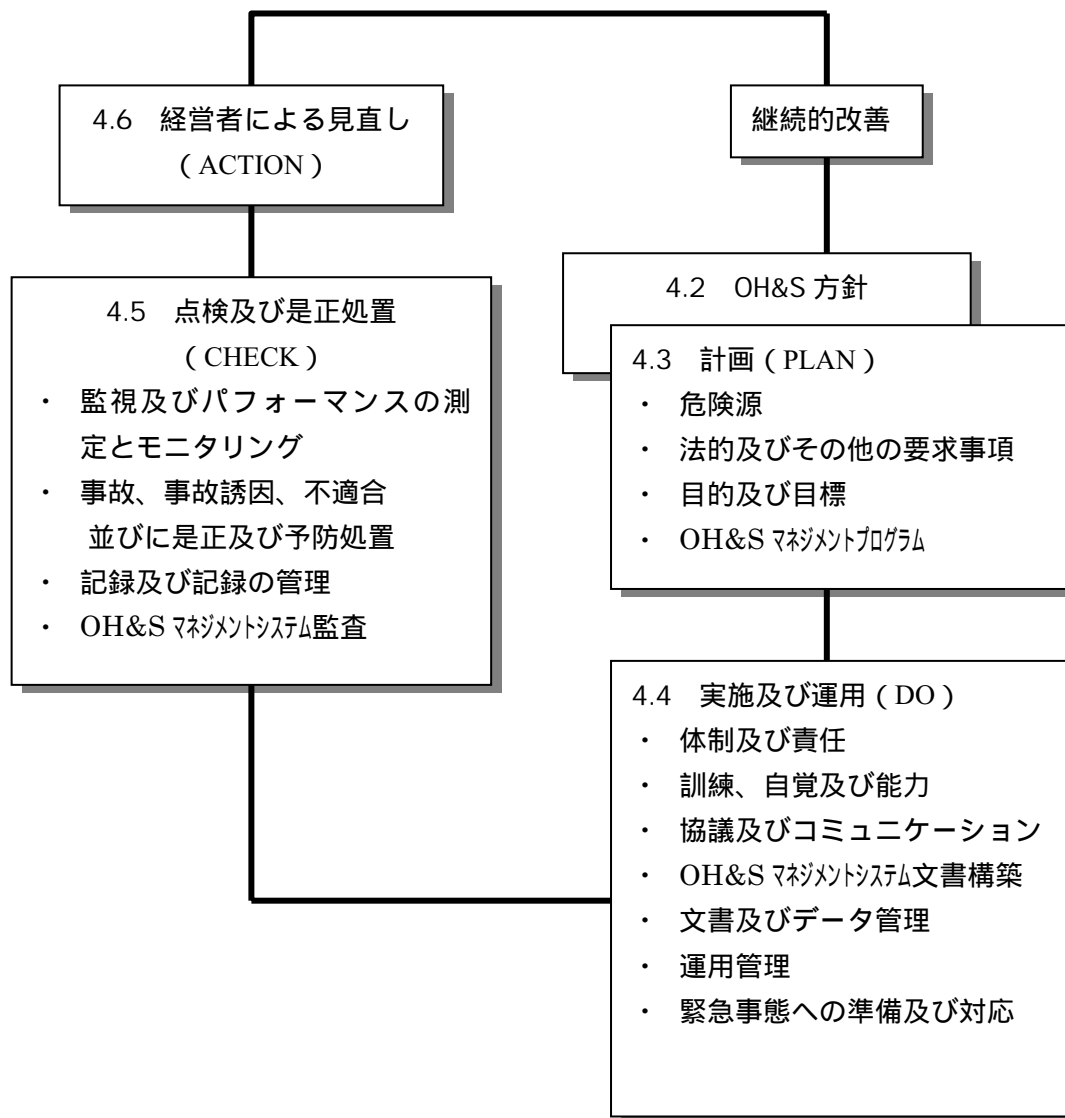 4.6 経営者による見直し
(ACTION)
継続的改善
4.5 点検及び是正処置
(CHECK)
・ 監視及びパフォーマンスの測
定とモニタリング
・ 事故、事故誘因、不適合
並びに是正及び予防処置
・ 記録及び記録の管理
・ OH&S マネジメントシステム監査
4.2 OH&S 方針
4.3 計画(PLAN)
・ 危険源
・ 法的及びその他の要求事項
・ 目的及び目標
・ OH&S マネジメントプログラム
4.4 実施及び運用(DO)
・ 体制及び責任
・ 訓練、自覚及び能力
・ 協議及びコミュニケーション
・ OH&S マネジメントシステム文書構築
・ 文書及びデータ管理
・ 運用管理
・ 緊急事態への準備及び対応